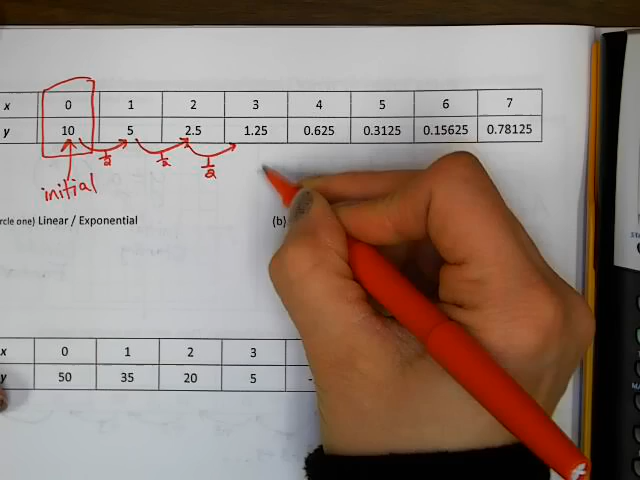 x 0 1 2 3 4 5 6 7
y 10 5 2.5 1.25 0.625 0.3125 0.15625 0.78125
1/2 1/2 1/2
initial
rcle one) Linear / Exponential (b)
x 0 1 2 3
y 50 35 20 5 -